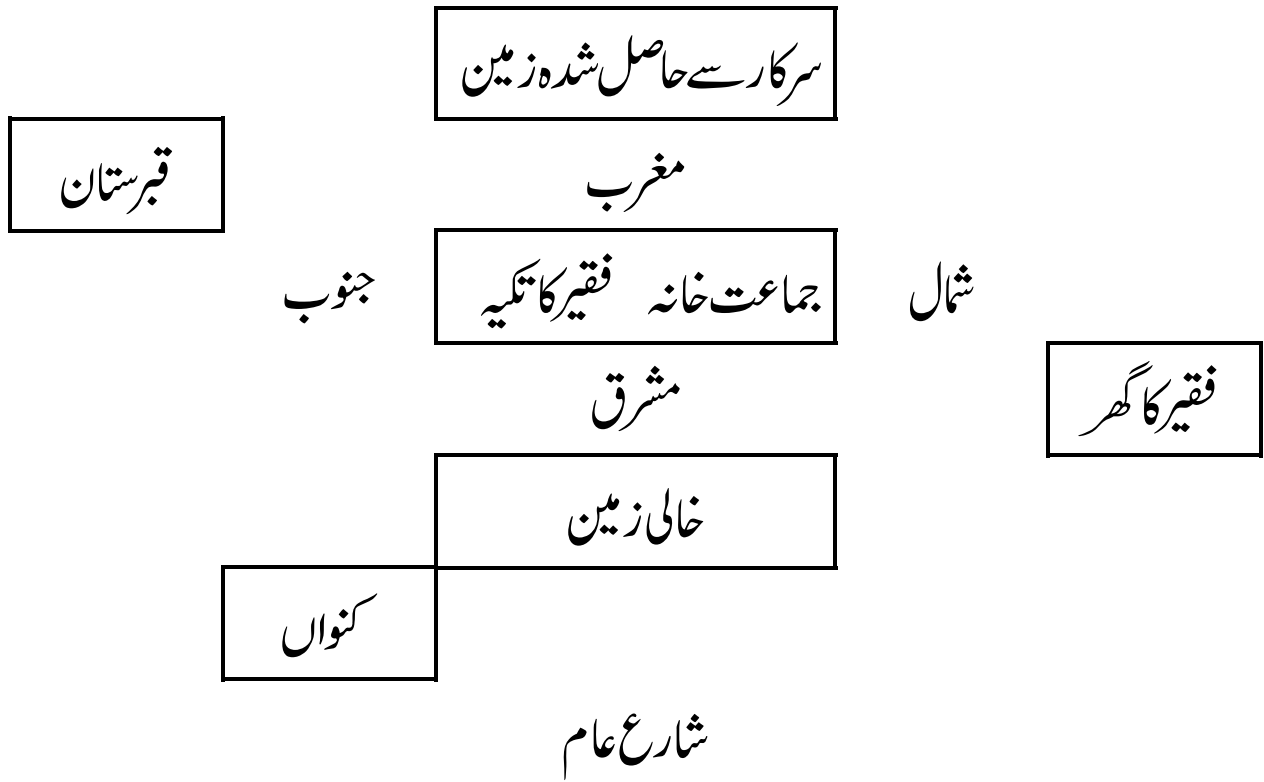 سرکار سے حاصل شدہ زمین
قبرستان
مغرب
شمال
جماعت خانہ فقیر کا تکیہ
جنوب
فقیر کا گھر
مشرق
خالی زمین
کنواں
شارع عام